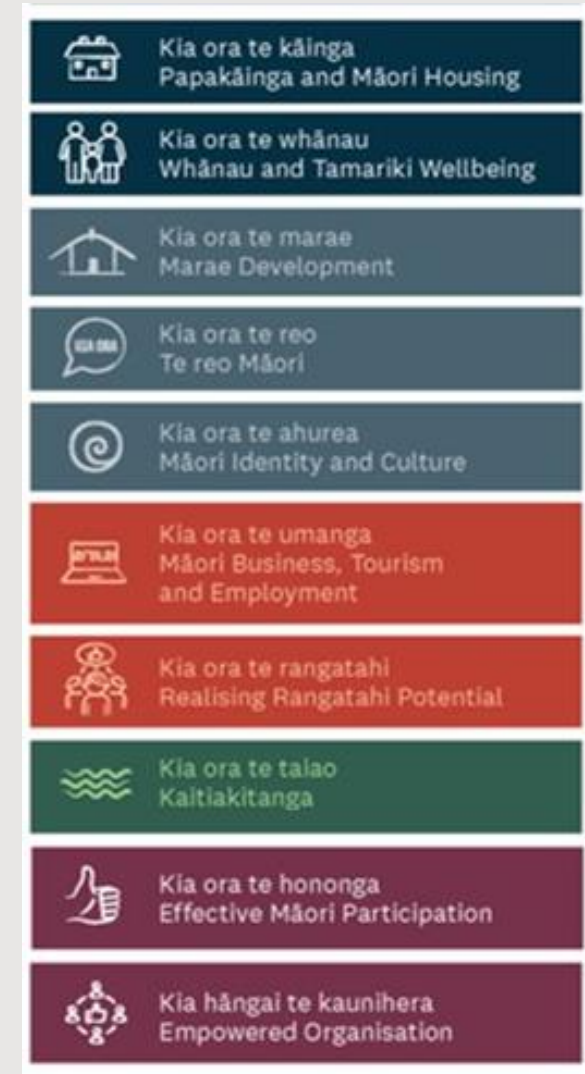 Kia ora te kāinga
Papakāinga and Māori Housing
Kia ora te whānau
Whānau and Tamariki Wellbeing
Kia ora te marae
Marae Development
KIA ORA
Kia ora te reo
Te reo Māori
Kia ora te ahurea
Māori Identity and Culture
Kia ora te umanga
Māori Business, Tourism
and Employment
Kia ora te rangatahi
Realising Rangatahi Potential
Kia ora te taiao
Kaitiakitanga
Kia ora te hononga
Effective Māori Participation
Kia hāngai te kaunihera
Empowered Organisation